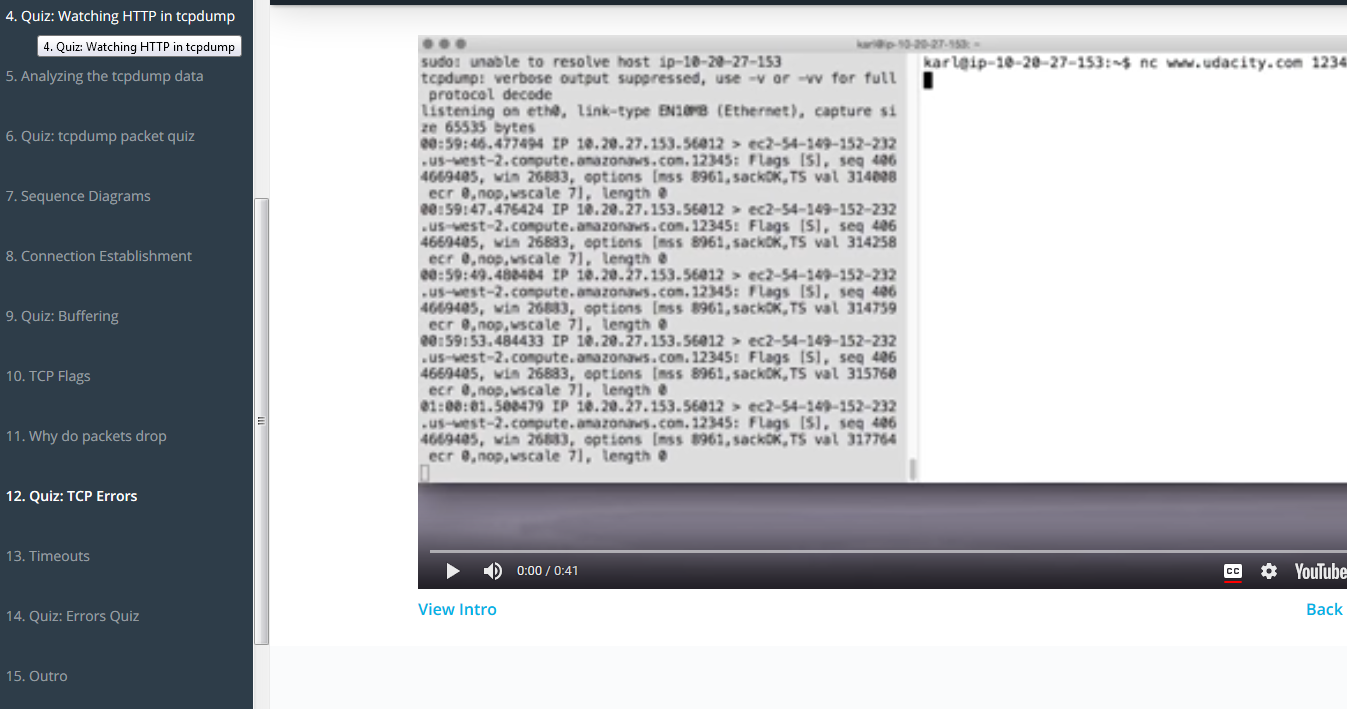 4. Quiz: Watching HTTP in tcpdump
4. Quiz: Watching HTTP in tcpdump
5. Analyzing the tcpdump data
6. Quiz: tcpdump packet quiz
7. Sequence Diagrams
8. Connection Establishment
9. Quiz: Buffering
10. TCP Flags
11. Why do packets drop
12. Quiz: TCP Errors
13. Timeouts
14. Quiz: Errors Quiz
15. Outro
karl@ip-10-20-27-153: ~
sudo: unable to resolve host ip-10-20-27-153
tcpdump: verbose output suppressed, use -v or -vv for full
protocol decode
listening on eth0, link-type EN10MB (Ethernet), capture si
ze 65535 bytes
00:59:46.477494 IP 10.20.27.153.56012 > ec2-54-149-152-232
.us-west-2.compute.amazonaws.com.12345: Flags [S], seq 406
4669405, win 26883, options [mss 8961,sackOK,TS val 314008
ecr 0,nop,wscale 7], length 0
00:59:47.476424 IP 10.20.27.153.56012 > ec2-54-149-152-232
.us-west-2.compute.amazonaws.com.12345: Flags [S], seq 406
4669405, win 26883, options [mss 8961,sackOK,TS val 314258
ecr 0,nop,wscale 7], length 0
00:59:49.480404 IP 10.20.27.153.56012 > ec2-54-149-152-232
.us-west-2.compute.amazonaws.com.12345: Flags [S], seq 406
4669405, win 26883, options [mss 8961,sackOK,TS val 314759
ecr 0,nop,wscale 7], length 0
00:59:53.484433 IP 10.20.27.153.56012 > ec2-54-149-152-232
.us-west-2.compute.amazonaws.com.12345: Flags [S], seq 406
4669405, win 26883, options [mss 8961,sackOK,TS val 315760
ecr 0,nop,wscale 7], length 0
01:00:01.500479 IP 10.20.27.153.56012 > ec2-54-149-152-232
.us-west-2.compute.amazonaws.com.12345: Flags [S], seq 406
4669405, win 26883, options [mss 8961,sackOK,TS val 317764
ecr 0,nop,wscale 7], length 0
karl@ip-10-20-27-153:~$ nc www.udacity.com 1234
0:00 / 0:41
CC
YouTube
View Intro
Back